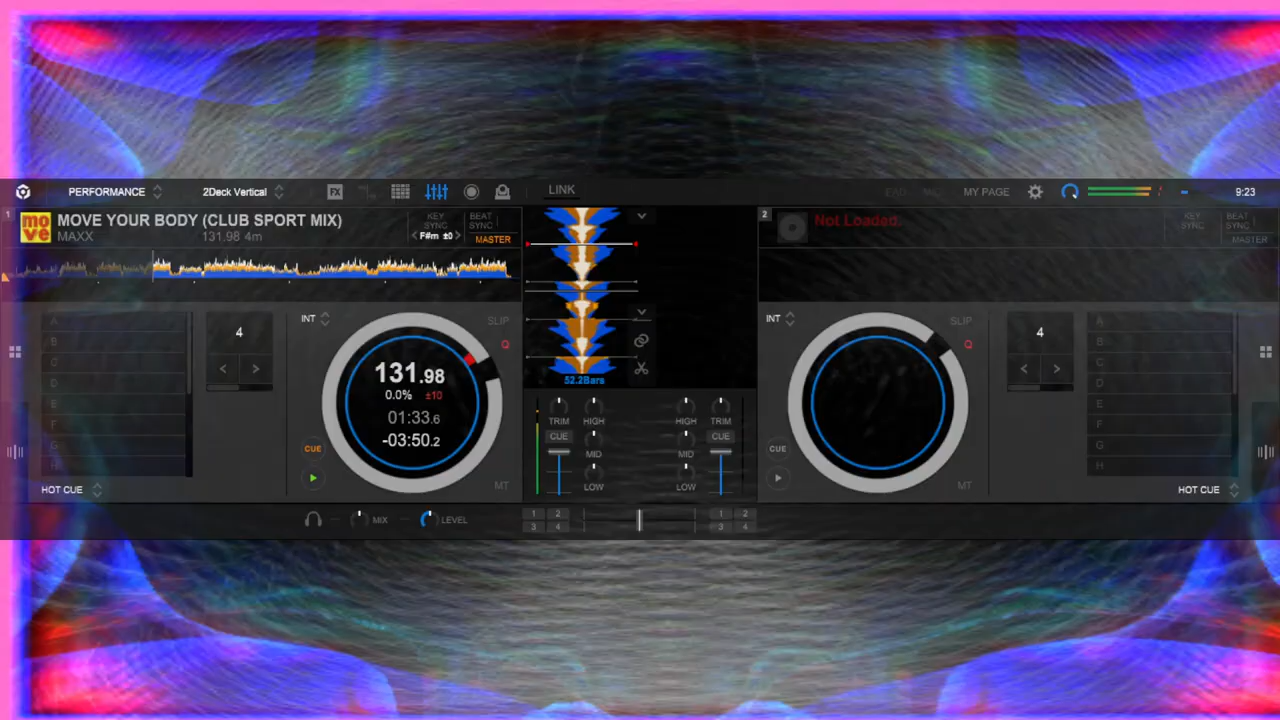 PERFORMANCE 2Deck Vertical FX LINK MY PAGE 9:23
1 MOVE YOUR BODY (CLUB SPORT MIX)
MAXX 131.98 4m
move
KEY SYNC
F#m ±0
BEAT SYNC
MASTER
2 Not Loaded.
KEY SYNC
BEAT SYNC
MASTER
A
B
C
D
E
F
G
H
HOT CUE
4
INT
SLIP
Q
131.98
0.0% ±10
01:33.6
-03:50.2
CUE
MT
52.2Bars
TRIM HIGH HIGH TRIM
CUE CUE
MID MID
LOW LOW
INT
SLIP
Q
CUE
MT
4
A
B
C
D
E
F
G
H
HOT CUE
MIX LEVEL
1 2 1 2
3 4 3 4